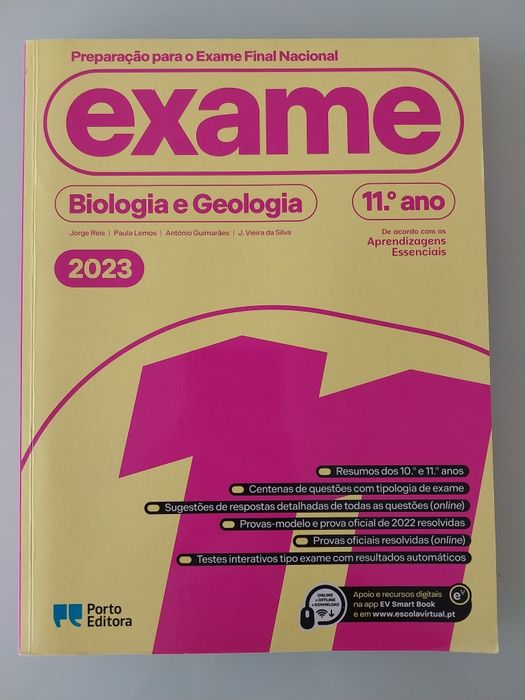 Preparação para o Exame Final Nacional
exame
Biologia e Geologia
11.º ano
Jorge Reis | Paula Lemos | António Guimarães | J. Vieira da Silva
De acordo com as
Aprendizagens
Essenciais
2023
11
Resumos dos 10.º e 11.º anos
Centenas de questões com tipologia de exame
Sugestões de respostas detalhadas de todas as questões (online)
Provas-modelo e prova oficial de 2022 resolvidas
Provas oficiais resolvidas (online)
Testes interativos tipo exame com resultados automáticos
Porto
Editora
ONLINE
+ OFFLINE
+ DOWNLOAD
Apoio e recursos digitais
na app EV Smart Book
e em www.escolavirtual.pt
ev